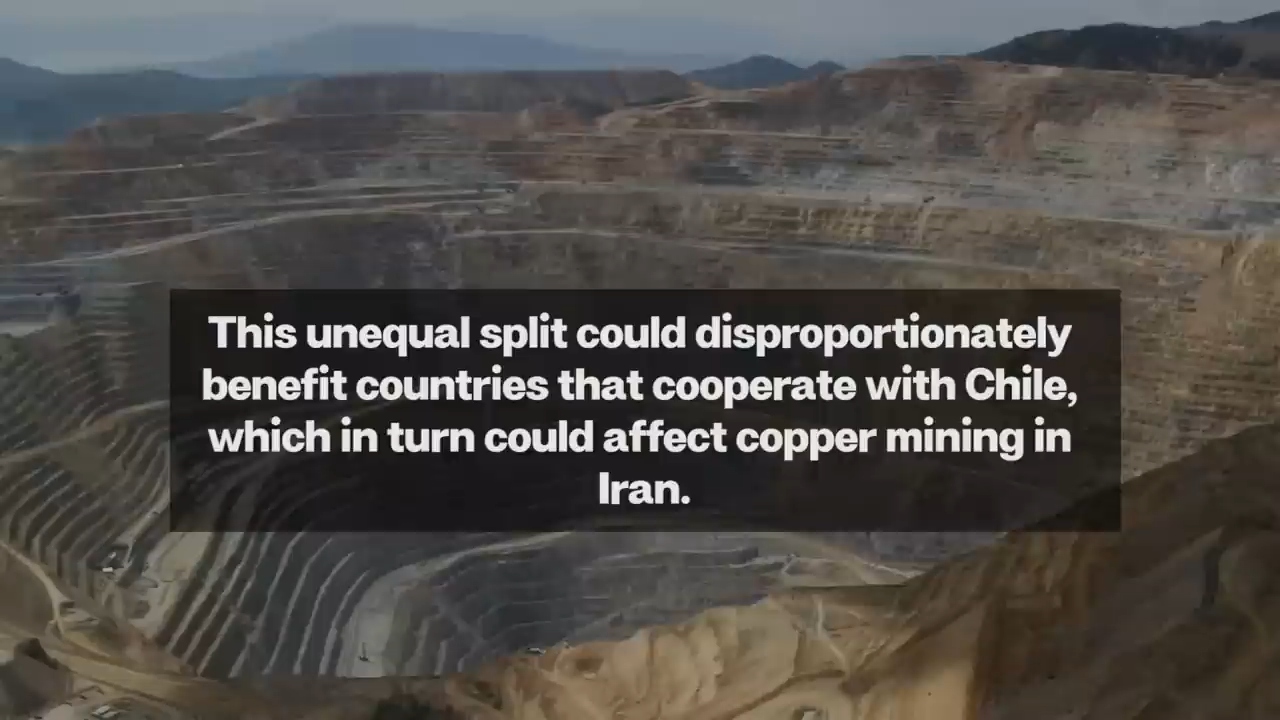 This unequal split could disproportionately
benefit countries that cooperate with Chile,
which in turn could affect copper mining in
Iran.